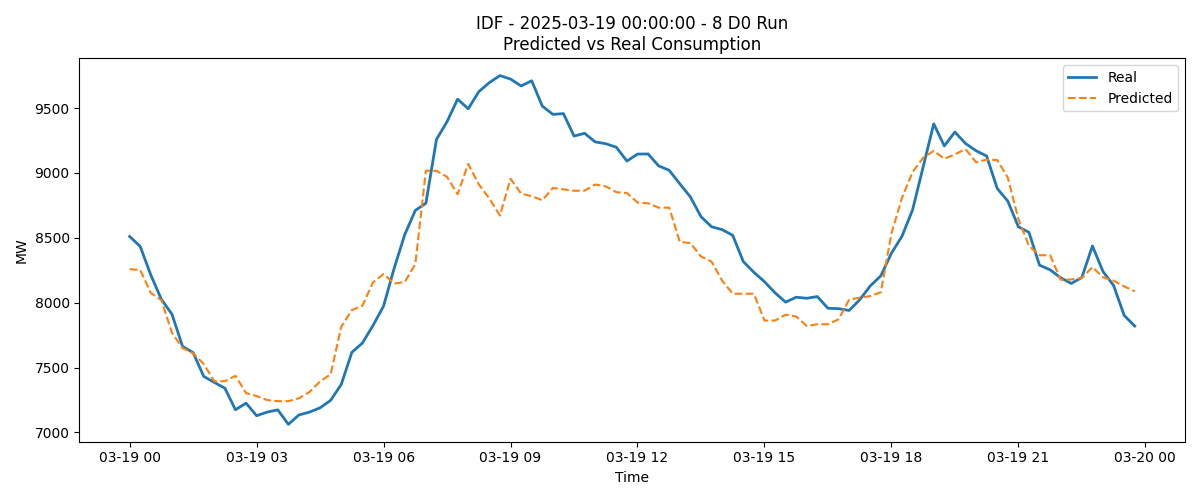 IDF - 2025-03-19 00:00:00 - 8 D0 Run
Predicted vs Real Consumption
Real
Predicted
MW
9500
9000
8500
8000
7500
7000
03-19 00
03-19 03
03-19 06
03-19 09
03-19 12
03-19 15
03-19 18
03-19 21
03-20 00
Time